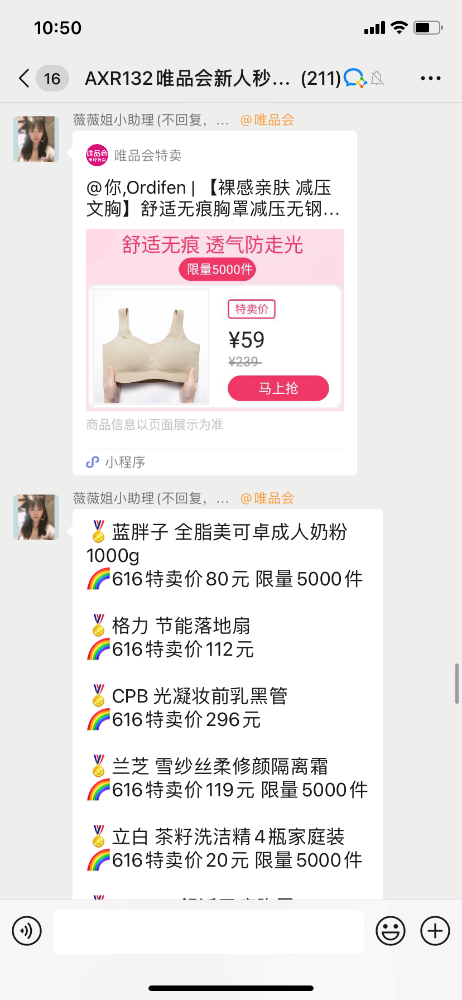 10:50
16
AXR132唯品会新人秒... (211)
薇薇姐小助理(不回复, ... @唯品会
唯品会
品牌特卖
唯品会特卖
@你,Ordifen | 【裸感亲肤 减压
文胸】舒适无痕胸罩减压无钢...
舒适无痕 透气防走光
限量5000件
特卖价
¥59
¥239
马上抢
商品信息以页面展示为准
小程序
薇薇姐小助理(不回复, ... @唯品会
🏅蓝胖子 全脂美可卓成人奶粉
1000g
🌈616特卖价80元 限量5000件
🏅格力 节能落地扇
🌈616特卖价112元
🏅CPB 光凝妆前乳黑管
🌈616特卖价296元
🏅兰芝 雪纱丝柔修颜隔离霜
🌈616特卖价119元 限量5000件
🏅立白 茶籽洗洁精4瓶家庭装
🌈616特卖价20元 限量5000件